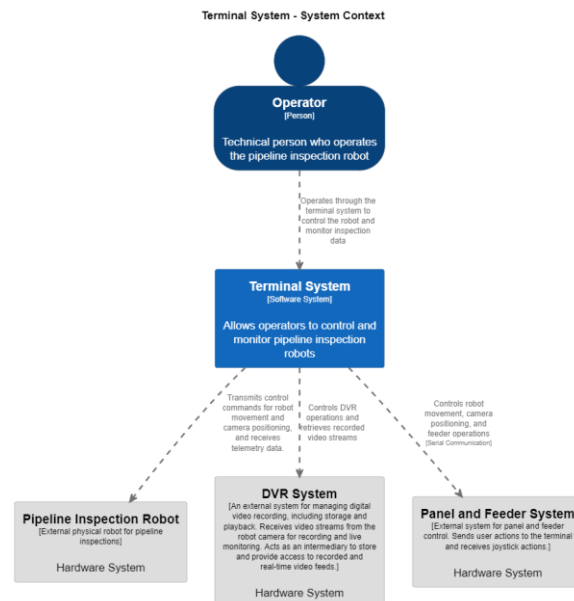 Terminal System - System Context
Operator
[Person]
Technical person who operates
the pipeline inspection robot
Operates through the
terminal system to
control the robot and
monitor inspection
data
Terminal System
[Software System]
Allows operators to control and
monitor pipeline inspection
robots
Transmits control
commands for robot
movement and
camera positioning,
and receives
telemetry data.
Controls DVR
operations and
retrieves recorded
video streams
Controls robot
movement, camera
positioning, and
feeder operations
[Serial Communication]
Pipeline Inspection Robot
[External physical robot for pipeline
inspections]
Hardware System
DVR System
[An external system for managing digital
video recording, including storage and
playback. Receives video streams from the
robot camera for recording and live
monitoring. Acts as an intermediary to store
and provide access to recorded and
real-time video feeds.]
Hardware System
Panel and Feeder System
[External system for panel and feeder
control. Sends user actions to the terminal
and receives joystick actions.]
Hardware System